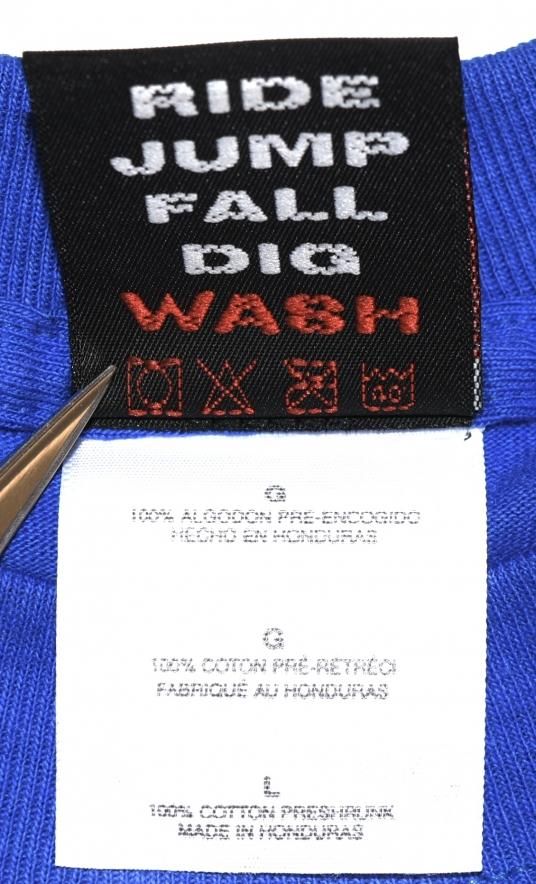 RIDE
JUMP
FALL
DIG
WASH
G
100% ALGODON PRE-ENCOGIDO
HECHO EN HONDURAS
G
100% COTON PRÉ-RETRÉCI
FABRIQUÉ AU HONDURAS
L
100% COTTON PRESHRUNK
MADE IN HONDURAS